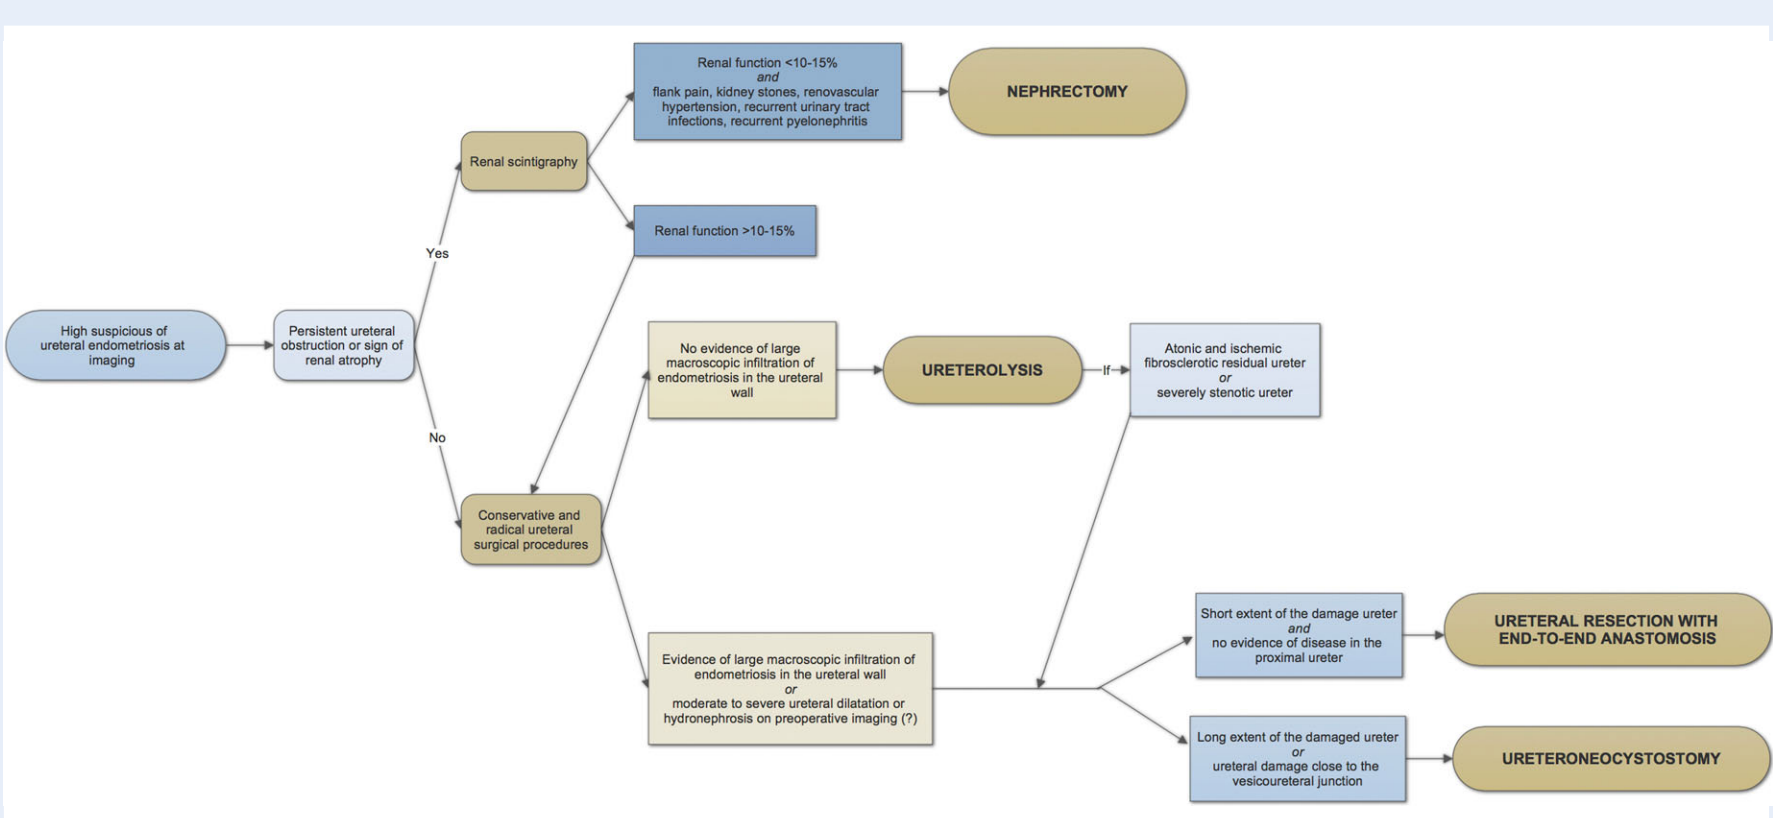 High suspicious of
ureteral endometriosis at
imaging
Persistent ureteral
obstruction or sign of
renal atrophy
Yes
No
Renal scintigraphy
Renal function <10-15%
and
flank pain, kidney stones, renovascular
hypertension, recurrent urinary tract
infections, recurrent pyelonephritis
NEPHRECTOMY
Renal function >10-15%
Conservative and
radical ureteral
surgical procedures
No evidence of large
macroscopic infiltration of
endometriosis in the ureteral
wall
URETEROLYSIS
If
Atonic and ischemic
fibrosclerotic residual ureter
or
severely stenotic ureter
Evidence of large macroscopic infiltration of
endometriosis in the ureteral wall
or
moderate to severe ureteral dilatation or
hydronephrosis on preoperative imaging (?)
Short extent of the damage ureter
and
no evidence of disease in the
proximal ureter
URETERAL RESECTION WITH
END-TO-END ANASTOMOSIS
Long extent of the damaged ureter
or
ureteral damage close to the
vesicoureteral junction
URETERONEOCYSTOSTOMY